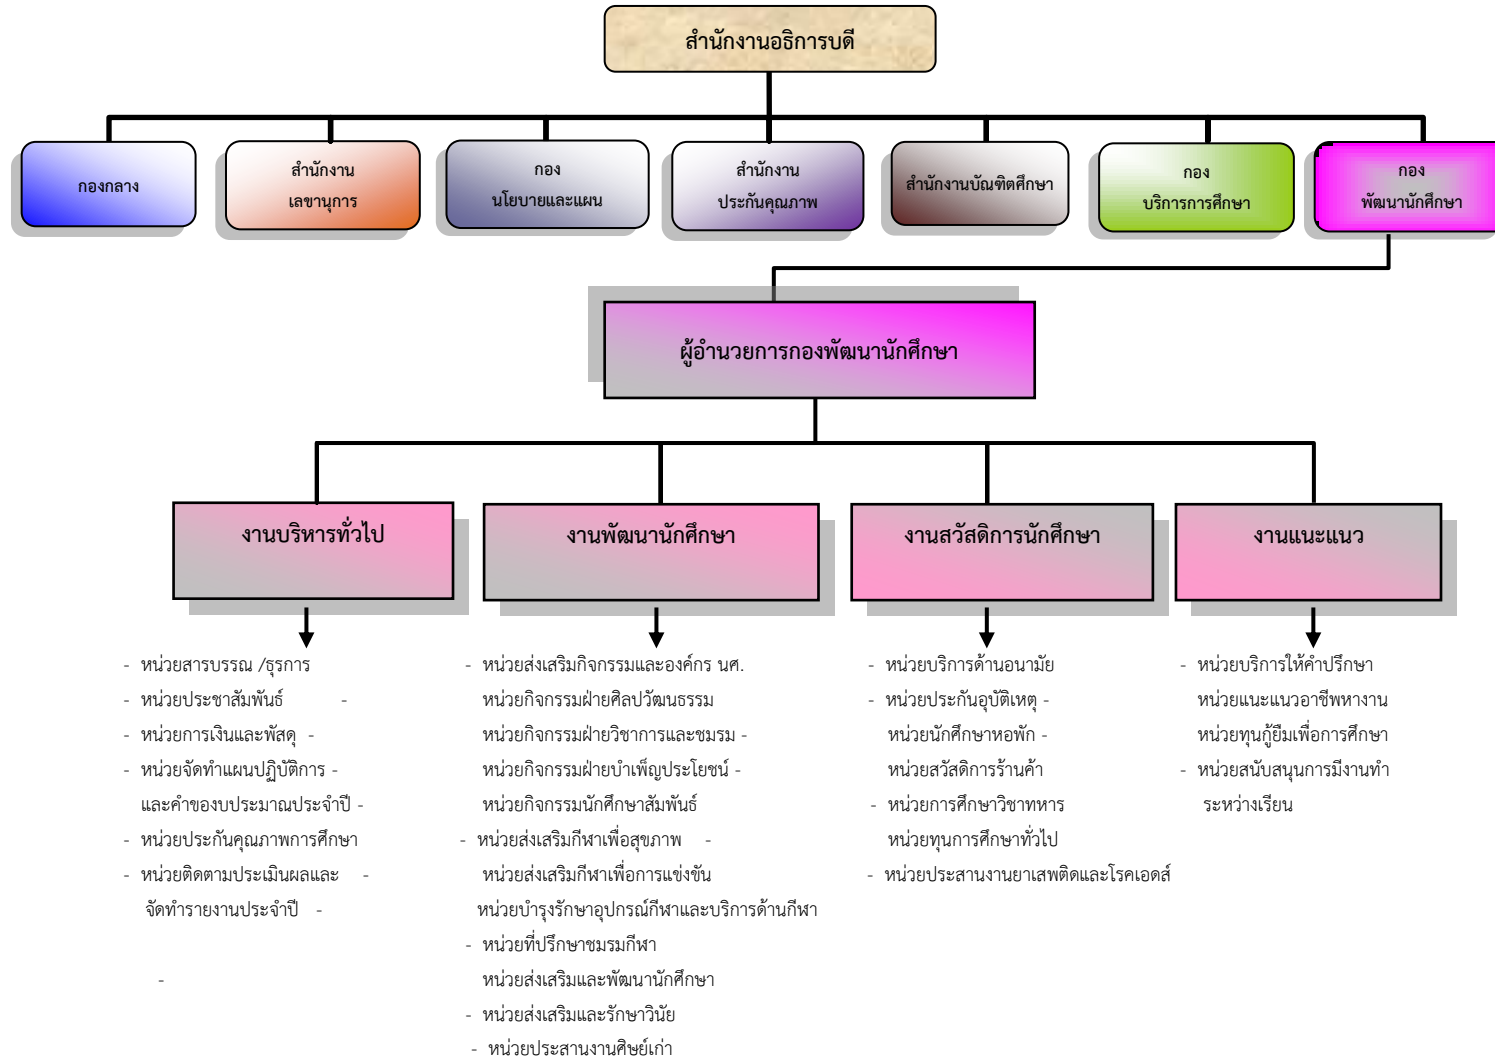 สำนักงานอธิการบดี
กองกลาง
สำนักงาน
เลขานุการ
กอง
นโยบายและแผน
สำนักงาน
ประกันคุณภาพ
สำนักงานบัณฑิตศึกษา
กอง
บริการการศึกษา
กอง
พัฒนานักศึกษา
ผู้อำนวยการกองพัฒนานักศึกษา
งานบริหารทั่วไป
- หน่วยสารบรรณ /ธุรการ
- หน่วยประชาสัมพันธ์ -
- หน่วยการเงินและพัสดุ -
- หน่วยจัดทำแผนปฏิบัติการ -
และคำของบประมาณประจำปี -
- หน่วยประกันคุณภาพการศึกษา
- หน่วยติดตามประเมินผลและ -
จัดทำรายงานประจำปี -
-
งานพัฒนานักศึกษา
- หน่วยส่งเสริมกิจกรรมและองค์กร นศ.
หน่วยกิจกรรมฝ่ายศิลปวัฒนธรรม
หน่วยกิจกรรมฝ่ายวิชาการและชมรม -
หน่วยกิจกรรมฝ่ายบำเพ็ญประโยชน์ -
หน่วยกิจกรรมนักศึกษาสัมพันธ์
- หน่วยส่งเสริมกีฬาเพื่อสุขภาพ -
หน่วยส่งเสริมกีฬาเพื่อการแข่งขัน
หน่วยบำรุงรักษาอุปกรณ์กีฬาและบริการด้านกีฬา
- หน่วยที่ปรึกษาชมรมกีฬา
หน่วยส่งเสริมและพัฒนานักศึกษา
- หน่วยส่งเสริมและรักษาวินัย
- หน่วยประสานงานศิษย์เก่า
งานสวัสดิการนักศึกษา
- หน่วยบริการด้านอนามัย
- หน่วยประกันอุบัติเหตุ -
หน่วยนักศึกษาหอพัก -
หน่วยสวัสดิการร้านค้า
- หน่วยการศึกษาวิชาทหาร
หน่วยทุนการศึกษาทั่วไป
- หน่วยประสานงานยาเสพติดและโรคเอดส์
งานแนะแนว
- หน่วยบริการให้คำปรึกษา
หน่วยแนะแนวอาชีพหางาน
หน่วยทุนกู้ยืมเพื่อการศึกษา
- หน่วยสนับสนุนการมีงานทำ
ระหว่างเรียน